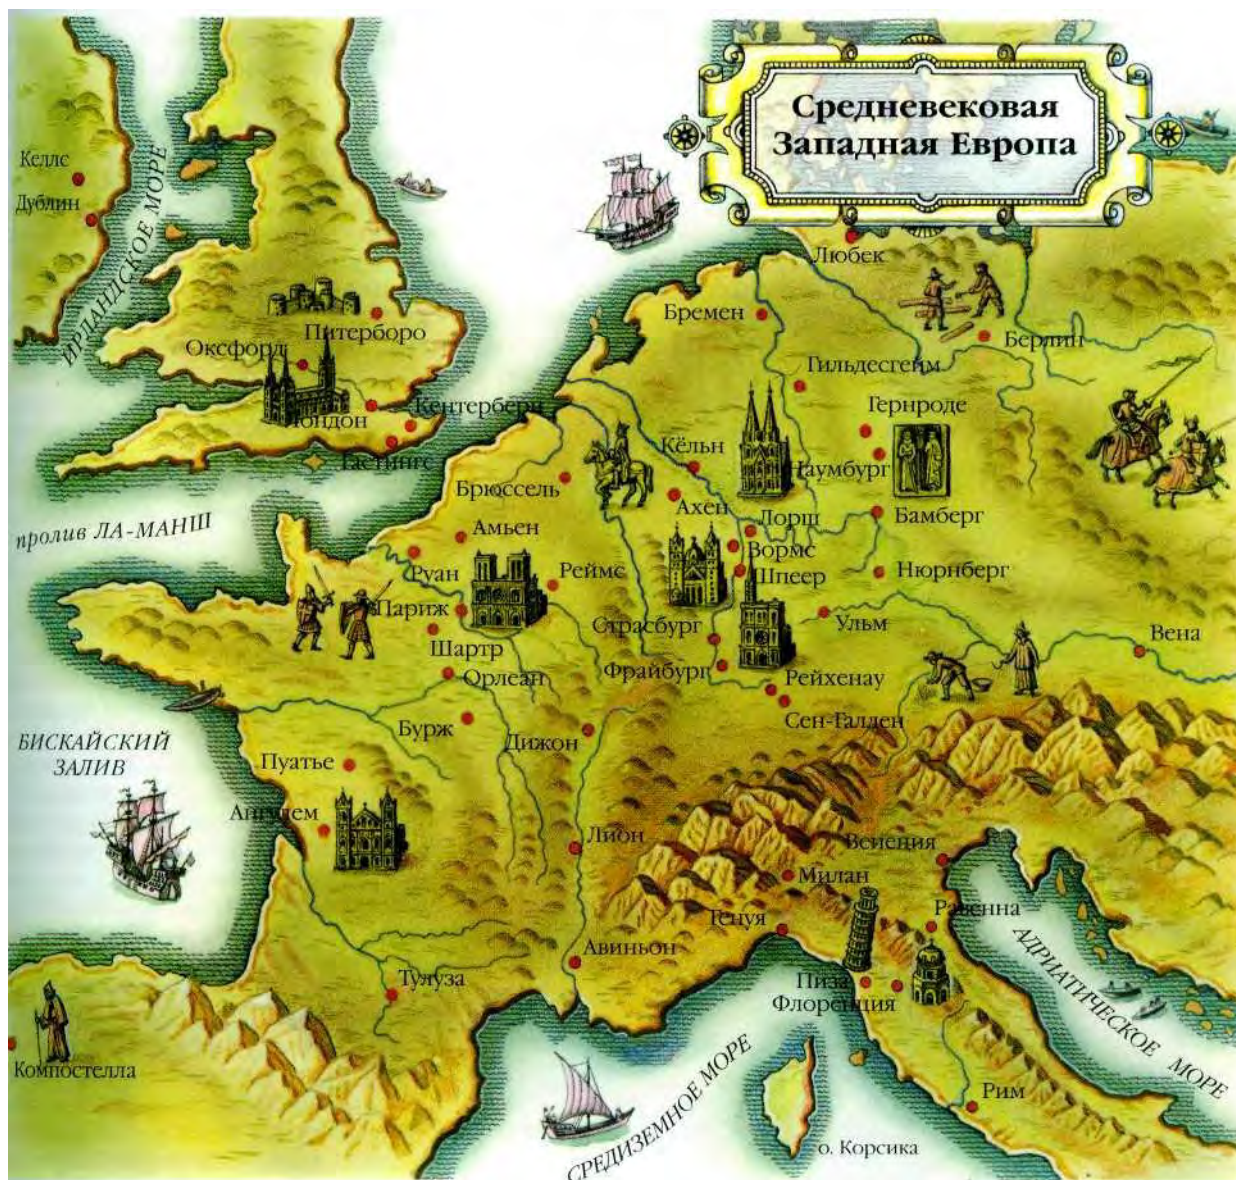 Средневековая
Западная Европа
Келлс
Дублин
ИРЛАНДСКОЕ МОРЕ
Питерборо
Оксфорд
Лондон
Кентербери
Гастингс
пролив ЛА-МАНШ
Любек
Бремен
Берлин
Гильдесгейм
Гернроде
Наумбург
Кёльн
Брюссель
Ахен
Лорш
Бамберг
Амьен
Вормс
Шпеер
Нюрнберг
Руан
Реймс
Париж
Шартр
Страсбург
Ульм
Вена
Фрайбург
Орлеан
Рейхенау
Сен-Галлен
Бурж
Дижон
БИСКАЙСКИЙ
ЗАЛИВ
Пуатье
Ангулем
Лион
Венеция
Милан
Генуя
Равенна
Авиньон
АДРИАТИЧЕСКОЕ МОРЕ
Тулуза
Пиза
Флоренция
Компостелла
СРЕДИЗЕМНОЕ МОРЕ
Рим
о. Корсика